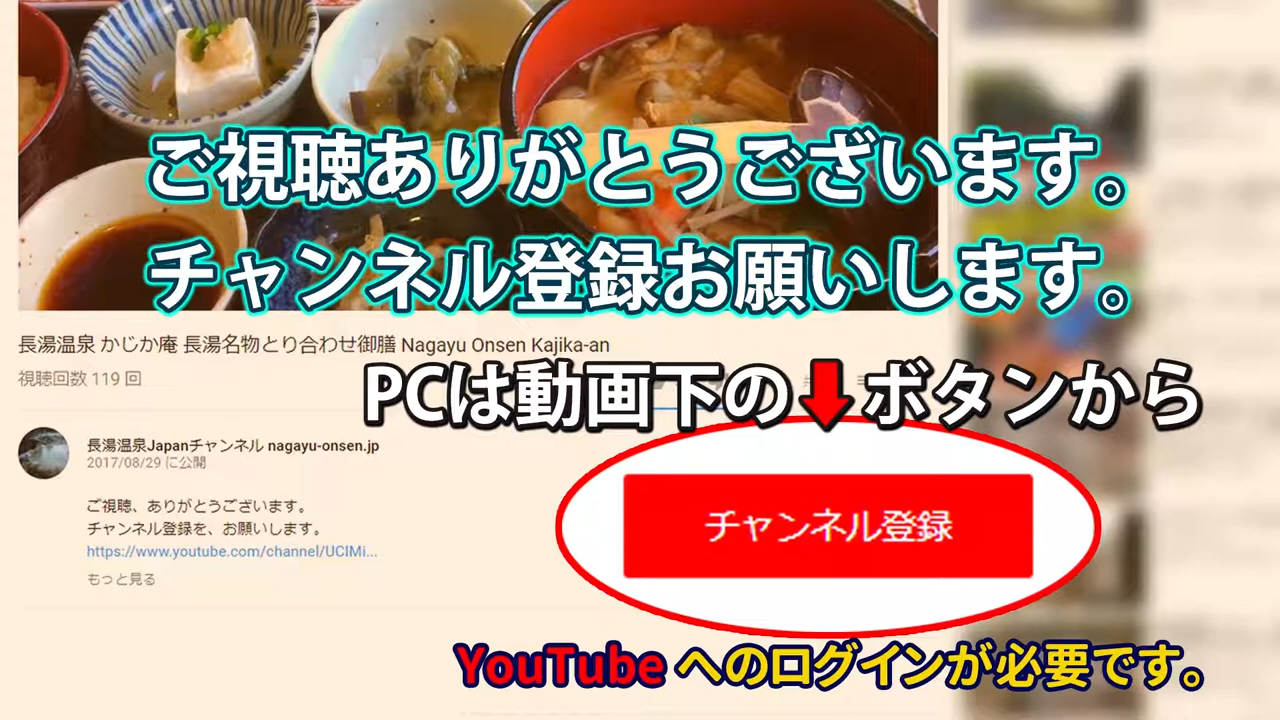 ご視聴ありがとうございます。
チャンネル登録お願いします。
長湯温泉 かじか庵 長湯名物とり合わせ御膳 Nagayu Onsen Kajika-an
視聴回数 119 回
PCは動画下の⬇ボタンから
長湯温泉Japanチャンネル nagayu-onsen.jp
2017/08/29 に公開
ご視聴、ありがとうございます。
チャンネル登録を、お願いします。
https://www.youtube.com/channel/UCIMi...
もっと見る
チャンネル登録
YouTube へのログインが必要です。